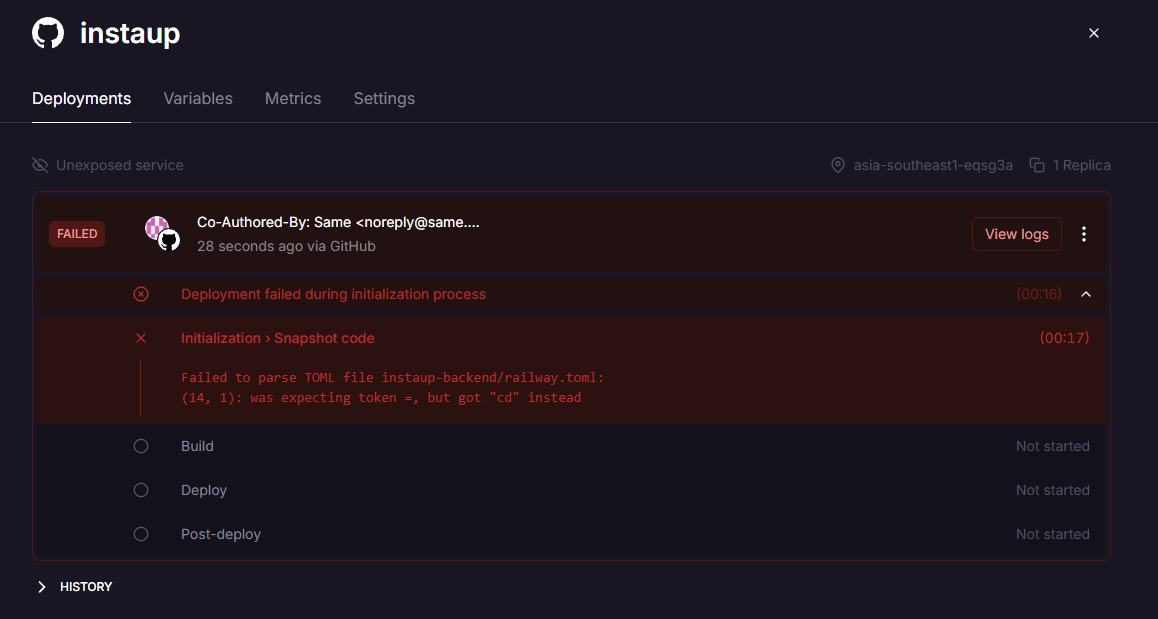 instaup
Deployments Variables Metrics Settings
Unexposed service asia-southeast1-eqsg3a 1 Replica
FAILED Co-Authored-By: Same <noreply@same....
28 seconds ago via GitHub
View logs
Deployment failed during initialization process (00:16)
Initialization › Snapshot code (00:17)
Failed to parse TOML file instaup-backend/railway.toml:
(14, 1): was expecting token =, but got "cd" instead
Build Not started
Deploy Not started
Post-deploy Not started
HISTORY